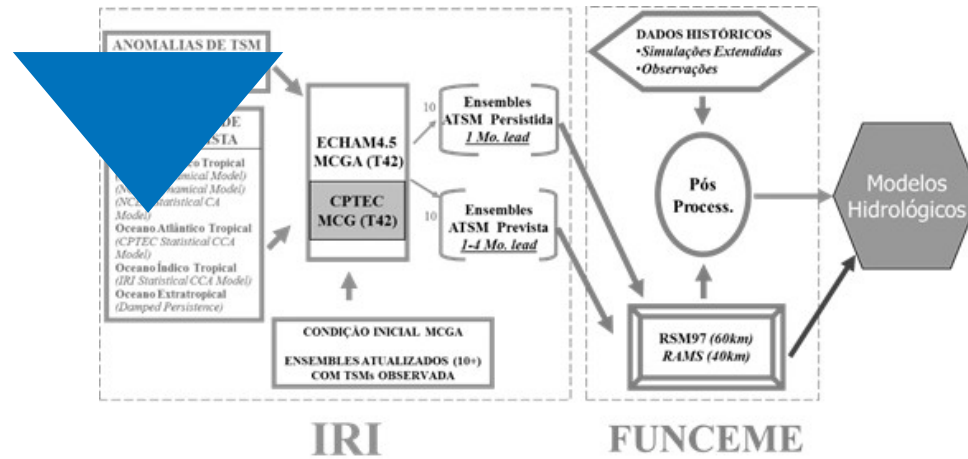 ANOMALIAS DE TSM
DE
ISTA
Tropical
Model)
(NCEP Statistical CA
Model)
Oceano Atlântico Tropical
(CPTEC Statistical CCA
Model)
Oceano Índico Tropical
(IRI Statistical CCA Model)
Oceano Extratropical
(Damped Persistence)
ECHAM4.5
MCGA (T42)
CPTEC
MCG (T42)
CONDIÇÃO INICIAL MCGA
ENSEMBLES ATUALIZADOS (10+)
COM TSMs OBSERVADA
10
Ensembles
ATSM Persistida
1 Mo. lead
10
Ensembles
ATSM Prevista
1-4 Mo. lead
IRI
DADOS HISTÓRICOS
•Simulações Extendidas
•Observações
Pós
Process.
RSM97 (60km)
RAMS (40km)
FUNCEME
Modelos
Hidrológicos